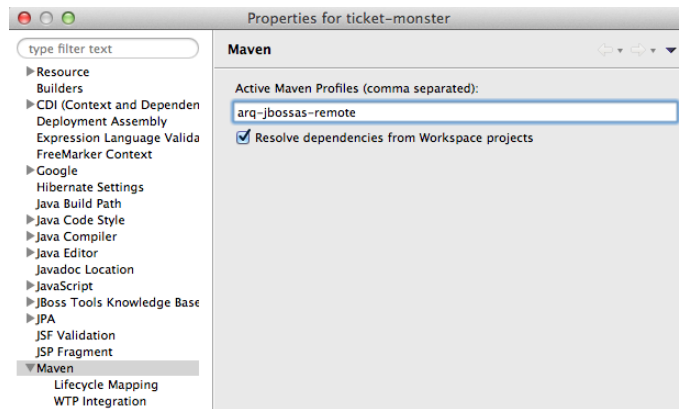 Properties for ticket-monster
type filter text
Resource
Builders
CDI (Context and Dependen
Deployment Assembly
Expression Language Valida
FreeMarker Context
Google
Hibernate Settings
Java Build Path
Java Code Style
Java Compiler
Java Editor
Javadoc Location
JavaScript
JBoss Tools Knowledge Base
JPA
JSF Validation
JSP Fragment
Maven
Lifecycle Mapping
WTP Integration
Maven
Active Maven Profiles (comma separated):
arq-jbossas-remote
Resolve dependencies from Workspace projects